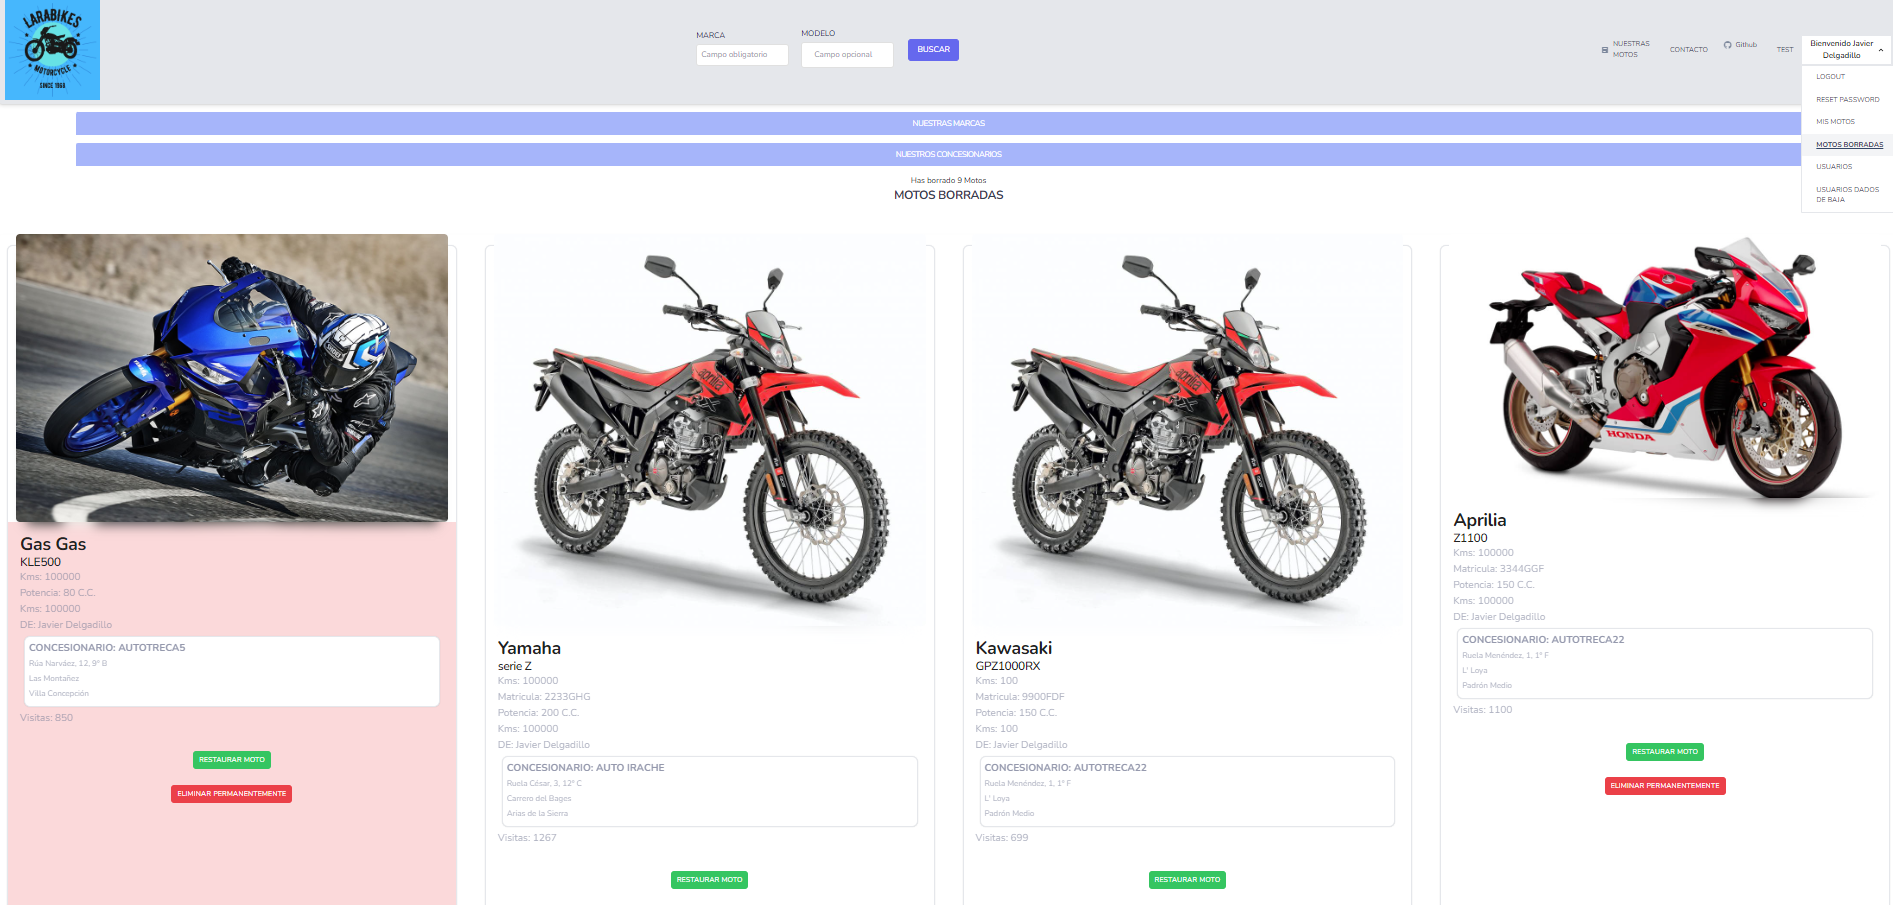 LARABIKES
MOTORCYCLE
SINCE 1968
MARCA
Campo obligatorio
MODELO
Campo opcional
BUSCAR
NUESTRAS
MOTOS
CONTACTO
Github
TEST
Bienvenido Javier
Delgadillo
LOGOUT
RESET PASSWORD
MIS MOTOS
MOTOS BORRADAS
USUARIOS
USUARIOS DADOS
DE BAJA
NUESTRAS MARCAS
NUESTROS CONCESIONARIOS
Has borrado 9 Motos
MOTOS BORRADAS
Gas Gas
KLE500
Kms: 100000
Potencia: 80 C.C.
Kms: 100000
DE: Javier Delgadillo
CONCESIONARIO: AUTOTRECA5
Rúa Narváez, 12, 9º B
Las Montañez
Villa Concepción
Visitas: 850
RESTAURAR MOTO
ELIMINAR PERMANENTEMENTE
aprilia
RX
Yamaha
serie Z
Kms: 100000
Matricula: 2233GHG
Potencia: 200 C.C.
Kms: 100000
DE: Javier Delgadillo
CONCESIONARIO: AUTO IRACHE
Ruela César, 3, 12º C
Carrero del Bages
Arias de la Sierra
Visitas: 1267
RESTAURAR MOTO
aprilia
RX
Kawasaki
GPZ1000RX
Kms: 100
Matricula: 9900FDF
Potencia: 150 C.C.
Kms: 100
DE: Javier Delgadillo
CONCESIONARIO: AUTOTRECA22
Ruela Menéndez, 1, 1º F
L' Loya
Padrón Medio
Visitas: 699
RESTAURAR MOTO
CBR
HONDA
Aprilia
Z1100
Kms: 100000
Matricula: 3344GGF
Potencia: 150 C.C.
Kms: 100000
DE: Javier Delgadillo
CONCESIONARIO: AUTOTRECA22
Ruela Menéndez, 1, 1º F
L' Loya
Padrón Medio
Visitas: 1100
RESTAURAR MOTO
ELIMINAR PERMANENTEMENTE